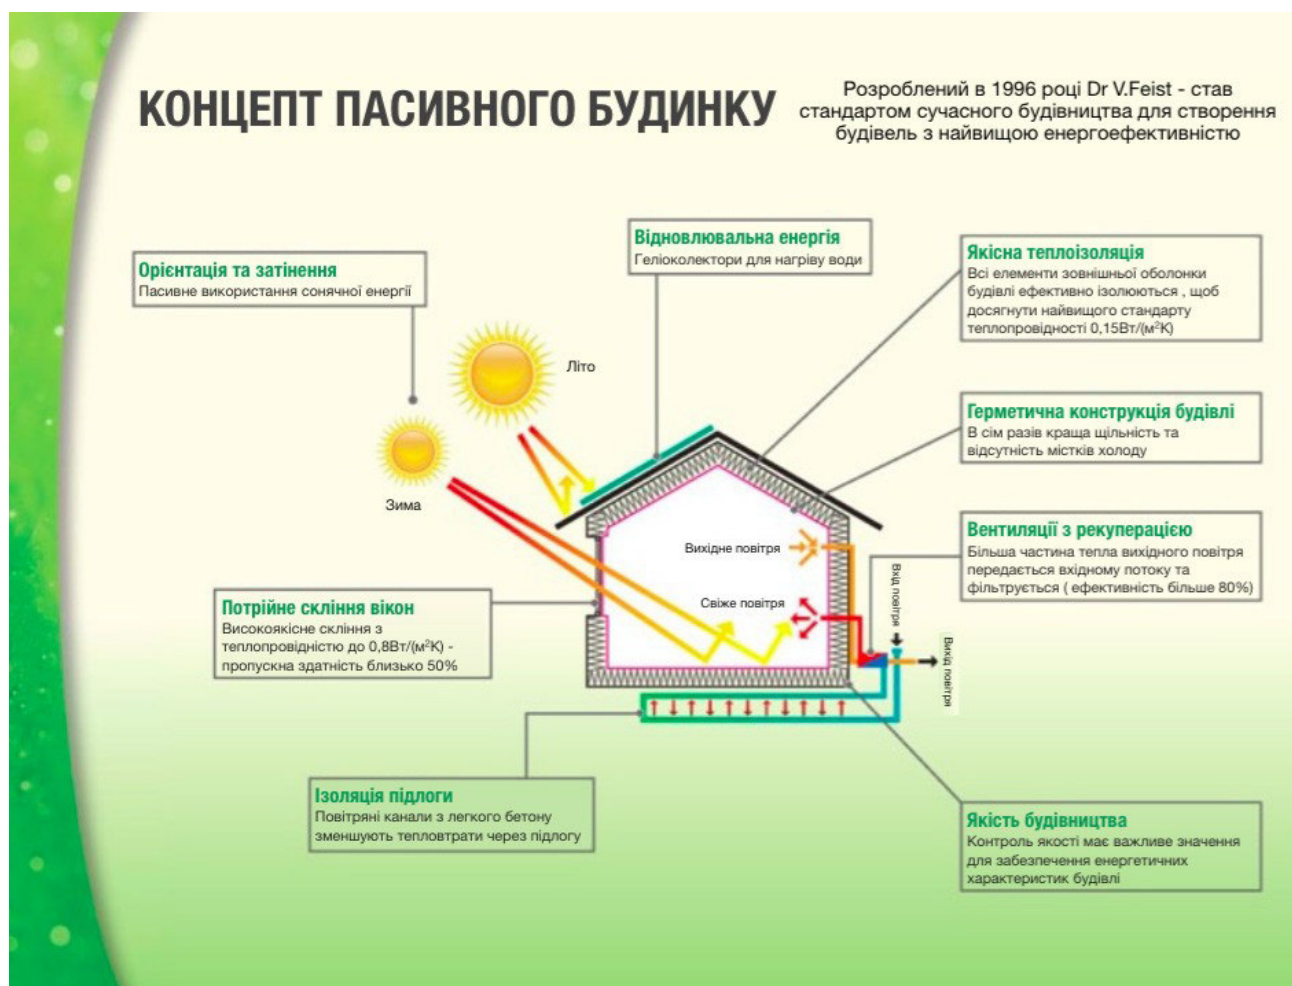 КОНЦЕПТ ПАСИВНОГО БУДИНКУ
Розроблений в 1996 році Dr V.Feist - став
стандартом сучасного будівництва для створення
будівель з найвищою енергоефективністю
Орієнтація та затінення
Пасивне використання сонячної енергії
Відновлювальна енергія
Геліоколектори для нагріву води
Якісна теплоізоляція
Всі елементи зовнішньої оболонки
будівлі ефективно ізолюються , щоб
досягнути найвищого стандарту
теплопровідності 0,15Вт/(м²К)
Літо
Зима
Герметична конструкція будівлі
В сім разів краща щільність та
відсутність містків холоду
Вентиляції з рекуперацією
Більша частина тепла вихідного повітря
передається вхідному потоку та
фільтрується ( ефективність більше 80%)
Вихідне повітря
Свіже повітря
Вхід повітря
Вихід повітря
Потрійне скління вікон
Високоякісне скління з
теплопровідністю до 0,8Вт/(м²К) -
пропускна здатність близько 50%
Ізоляція підлоги
Повітряні канали з легкого бетону
зменшують тепловтрати через підлогу
Якість будівництва
Контроль якості має важливе значення
для забезпечення енергетичних
характеристик будівлі